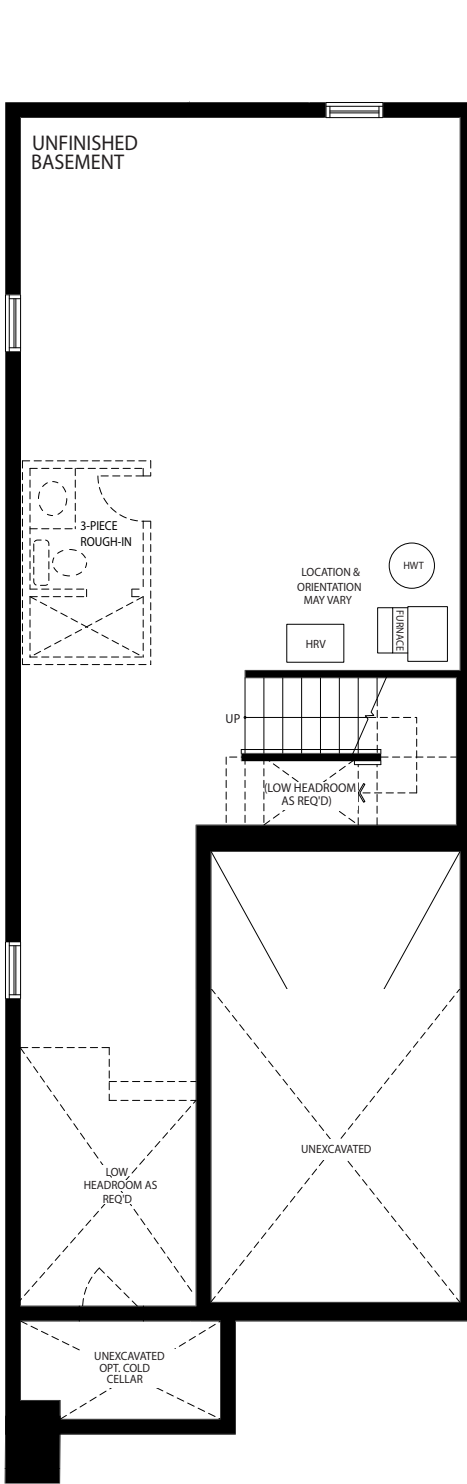 UNFINISHED
BASEMENT
3-PIECE
ROUGH-IN
LOCATION &
ORIENTATION
MAY VARY
HWT
FURNACE
HRV
UP
(LOW HEADROOM
AS REQ'D)
UNEXCAVATED
LOW
HEADROOM AS
REQ'D
UNEXCAVATED
OPT. COLD
CELLAR